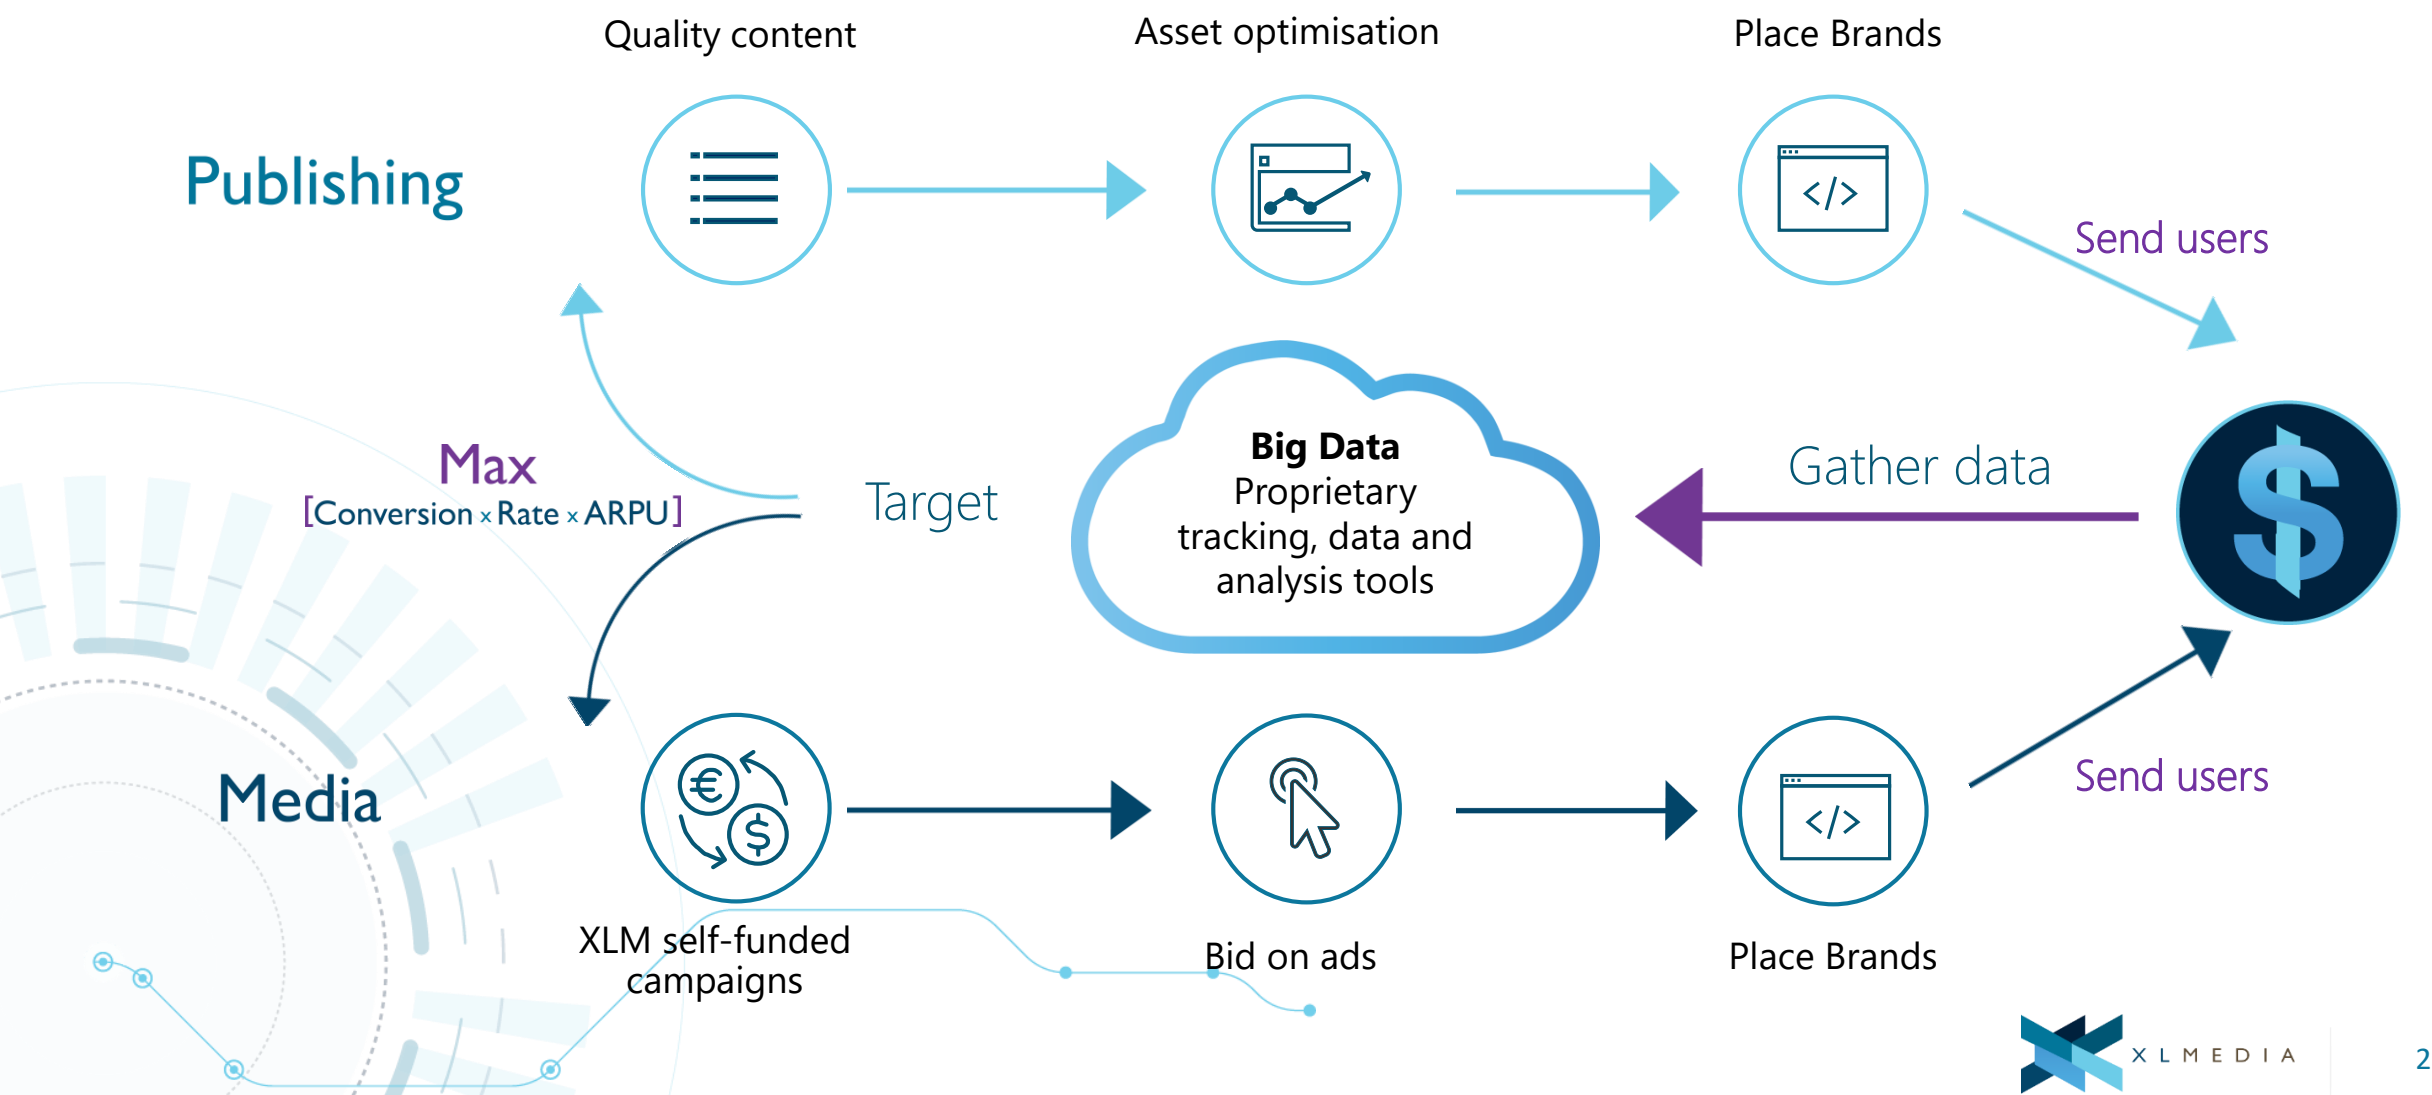 Quality content
Asset optimisation
Place Brands
Publishing
</>
Send users
Max
[Conversion x Rate x ARPU]
Target
Big Data
Proprietary
tracking, data and
analysis tools
Gather data
$
Media
€
$
</>
Send users
XLM self-funded
campaigns
Bid on ads
Place Brands
XLMEDIA
2